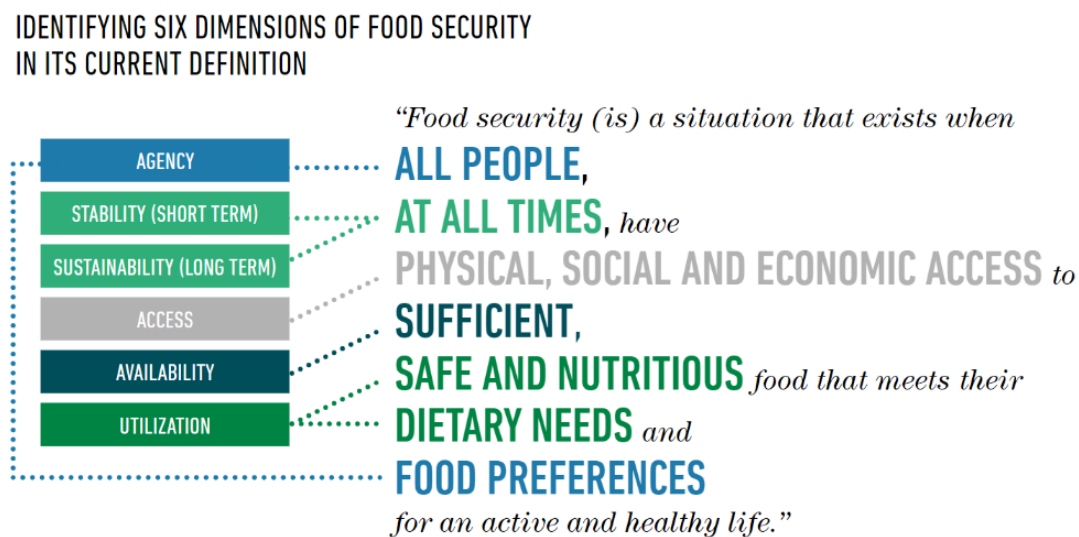 IDENTIFYING SIX DIMENSIONS OF FOOD SECURITY
IN ITS CURRENT DEFINITION
AGENCY
STABILITY (SHORT TERM)
SUSTAINABILITY (LONG TERM)
ACCESS
AVAILABILITY
UTILIZATION
“Food security (is) a situation that exists when
ALL PEOPLE,
AT ALL TIMES, have
PHYSICAL, SOCIAL AND ECONOMIC ACCESS to
SUFFICIENT,
SAFE AND NUTRITIOUS food that meets their
DIETARY NEEDS and
FOOD PREFERENCES
for an active and healthy life.”